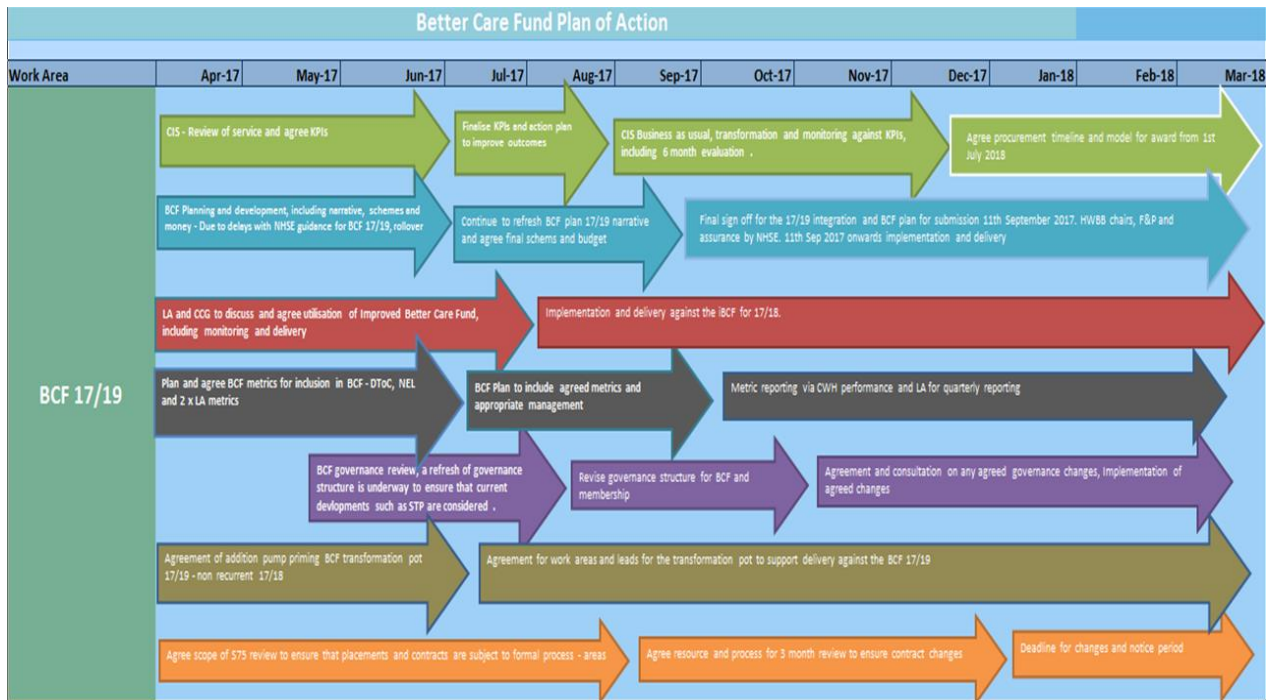 Better Care Fund Plan of Action
Work Area Apr-17 May-17 Jun-17 Jul-17 Aug-17 Sep-17 Oct-17 Nov-17 Dec-17 Jan-18 Feb-18 Mar-18
BCF 17/19
CIS - Review of service and agree KPIs
Finalise KPIs and action plan
to improve outcomes
CIS Business as usual, transformation and monitoring against KPIs,
including 6 month evaluation .
Agree procurement timeline and model for award from 1st
July 2018
BCF Planning and development, including narrative, schemes and
money - Due to delays with NHSE guidance for BCF 17/19, rollover
Continue to refresh BCF plan 17/19 narrative
and agree final schems and budget
Final sign off for the 17/19 integration and BCF plan for submission 11th September 2017. HWBB chairs, F&P and
assurance by NHSE. 11th Sep 2017 onwards implementation and delivery
LA and CCG to discuss and agree utilisation of Improved Better Care Fund,
including monitoring and delivery
Implementation and delivery against the iBCF for 17/18.
Plan and agree BCF metrics for inclusion in BCF - DToC, NEL
and 2 x LA metrics
BCF Plan to include agreed metrics and
appropriate management
Metric reporting via CWH performance and LA for quarterly reporting
BCF governance review, a refresh of governance
structure is underway to ensure that current
devlopments such as STP are considered .
Revise governance structure for BCF and
membership
Agreement and consultation on any agreed governance changes, Implementation of
agreed changes
Agreement of addition pump priming BCF transformation pot
17/19 - non recurrent 17/18
Agreement for work areas and leads for the transformation pot to support delivery against the BCF 17/19
Agree scope of S75 review to ensure that placements and contracts are subject to formal process - areas
Agree resource and process for 3 month review to ensure contract changes
Deadline for changes and notice period